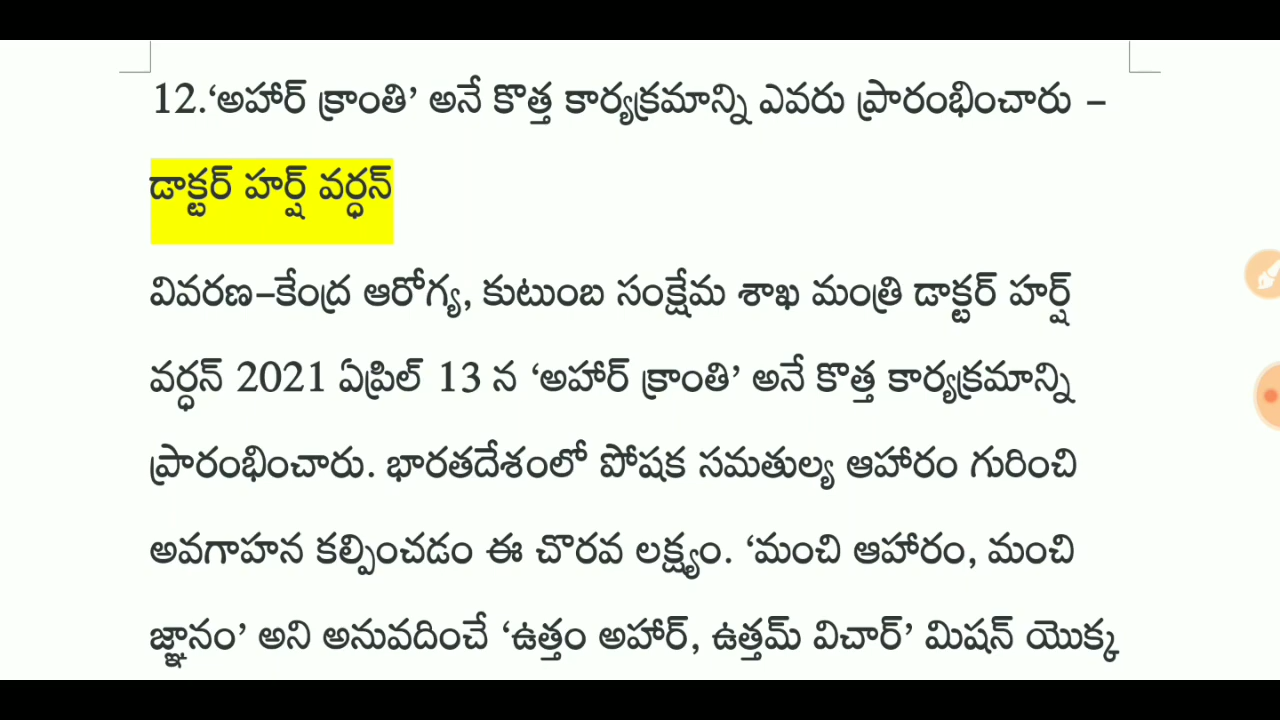 12.‘అహార్ క్రాంతి’ అనే కొత్త కార్యక్రమాన్ని ఎవరు ప్రారంభించారు –
డాక్టర్ హర్ష్ వర్ధన్
వివరణ–కేంద్ర ఆరోగ్య, కుటుంబ సంక్షేమ శాఖ మంత్రి డాక్టర్ హర్ష్
వర్ధన్ 2021 ఏప్రిల్ 13 న ‘అహార్ క్రాంతి’ అనే కొత్త కార్యక్రమాన్ని
ప్రారంభించారు. భారతదేశంలో పోషక సమతుల్య ఆహారం గురించి
అవగాహన కల్పించడం ఈ చొరవ లక్ష్యం. ‘మంచి ఆహారం, మంచి
జ్ఞానం’ అని అనువదించే ‘ఉత్తం అహార్, ఉత్తమ్ విచార్’ మిషన్ యొక్క